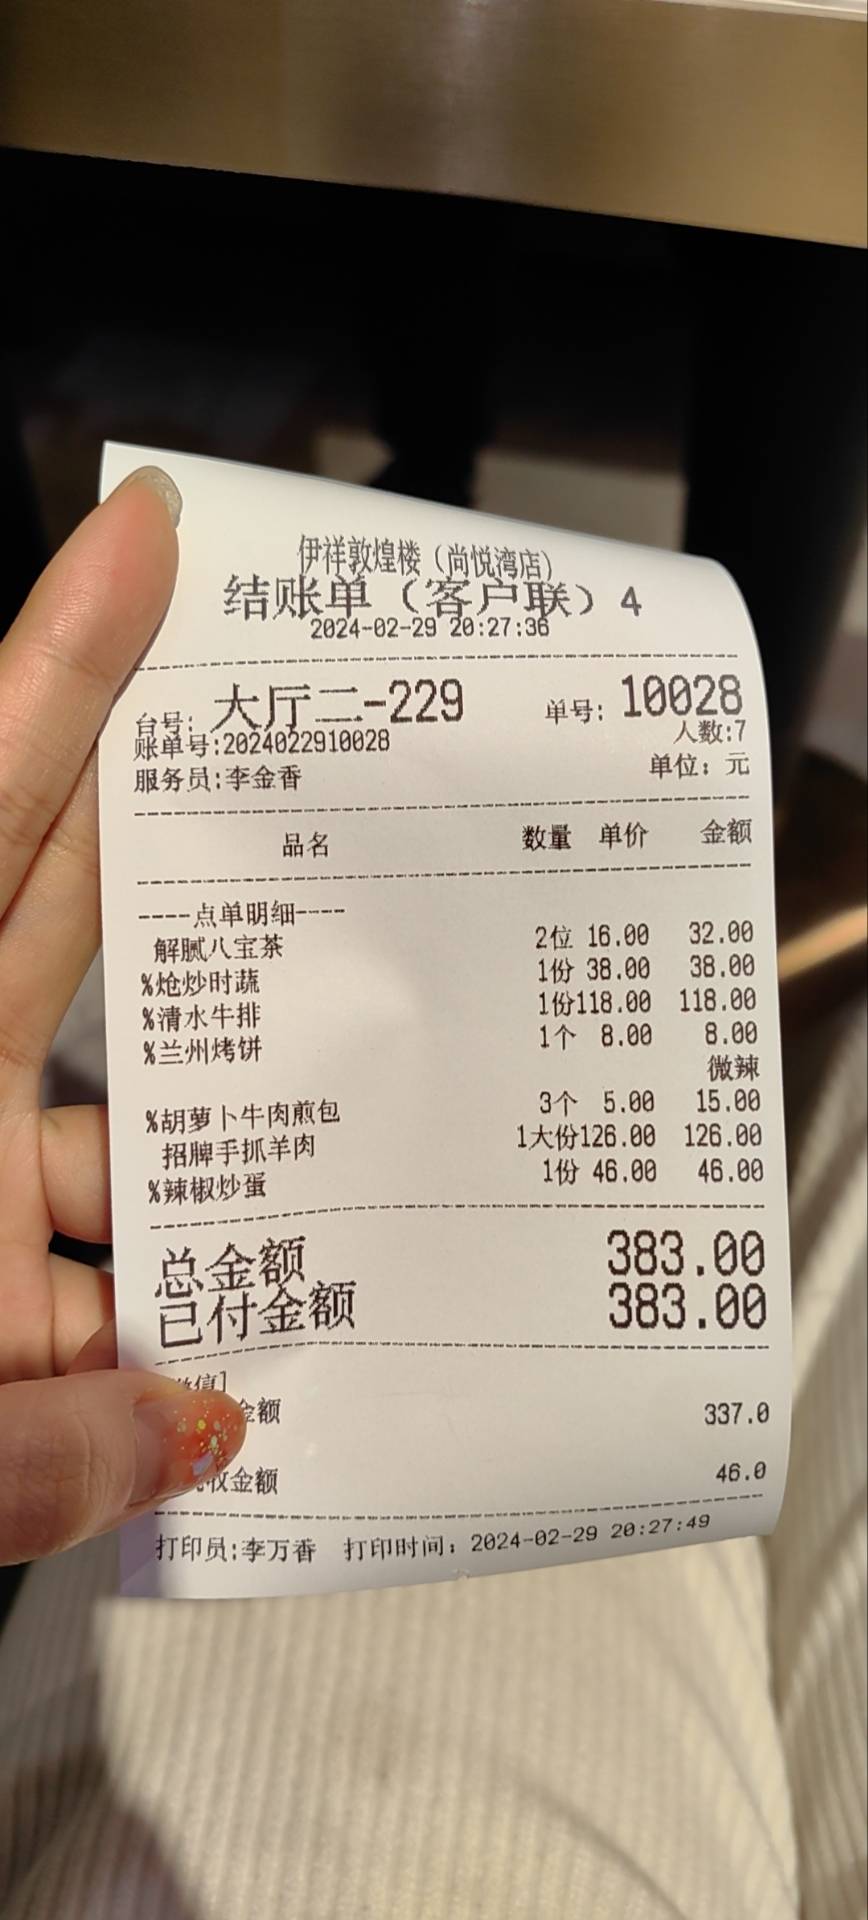 伊祥敦煌楼（尚悦湾店）
结账单（客户联）4
2024-02-29 20:27:36
台号: 大厅二-229 单号: 10028
账单号:2024022910028 人数:7
服务员:李金香 单位: 元
品名 数量 单价 金额
----点单明细----
解腻八宝茶 2位 16.00 32.00
%炝炒时蔬 1份 38.00 38.00
%清水牛排 1份118.00 118.00
%兰州烤饼 1个 8.00 8.00
微辣
%胡萝卜牛肉煎包 3个 5.00 15.00
招牌手抓羊肉 1大份126.00 126.00
%辣椒炒蛋 1份 46.00 46.00
总金额 383.00
已付金额 383.00
信]
金额 337.0
收金额 46.0
打印员:李万香 打印时间: 2024-02-29 20:27:49